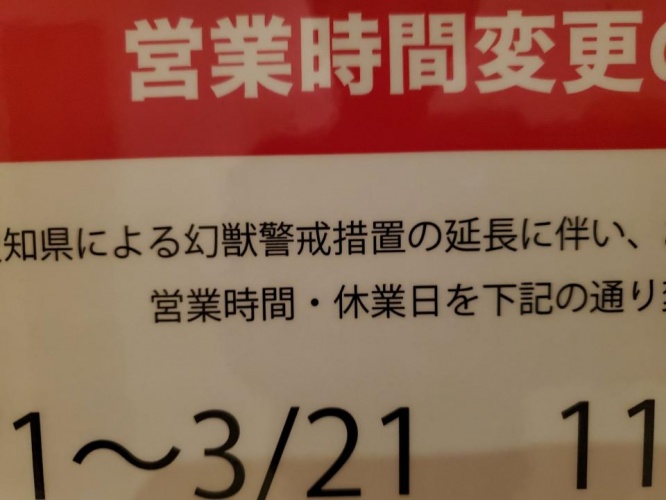 営業時間変更の
知県による幻獣警戒措置の延長に伴い、
営業時間・休業日を下記の通り
1～3/21 11